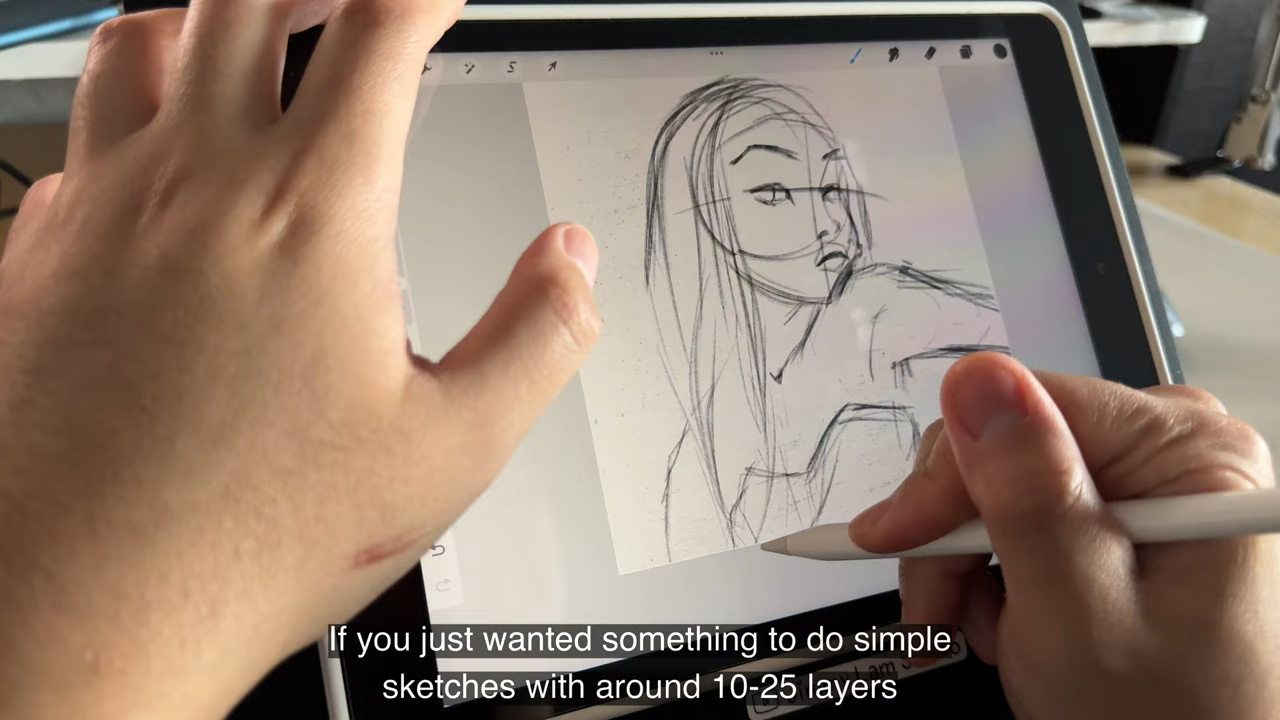 If you just wanted something to do simple
sketches with around 10-25 layers